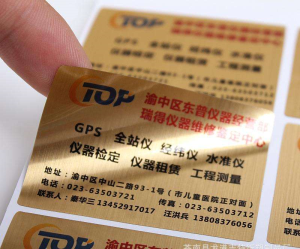 TOP
渝中区东普仪器经营部
瑞得仪器维修鉴定中心
GPS 全站仪 经纬仪 水准仪
仪器检定 仪器租赁 工程测量
地址：渝中区中山二路93-1号（市儿童医院正对面）
电话：023-63503721 传真：023-63503712
联系人：秦华三 13452917017 汪洪兵 13808376056